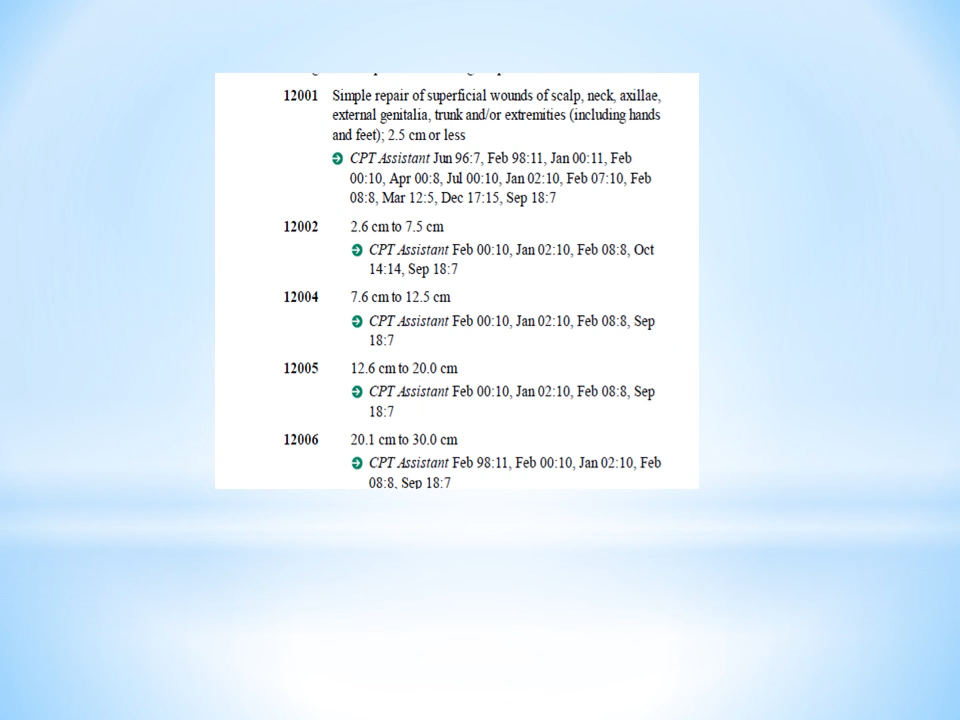 12001 Simple repair of superficial wounds of scalp, neck, axillae,
external genitalia, trunk and/or extremities (including hands
and feet); 2.5 cm or less
CPT Assistant Jun 96:7, Feb 98:11, Jan 00:11, Feb
00:10, Apr 00:8, Jul 00:10, Jan 02:10, Feb 07:10, Feb
08:8, Mar 12:5, Dec 17:15, Sep 18:7
12002 2.6 cm to 7.5 cm
CPT Assistant Feb 00:10, Jan 02:10, Feb 08:8, Oct
14:14, Sep 18:7
12004 7.6 cm to 12.5 cm
CPT Assistant Feb 00:10, Jan 02:10, Feb 08:8, Sep
18:7
12005 12.6 cm to 20.0 cm
CPT Assistant Feb 00:10, Jan 02:10, Feb 08:8, Sep
18:7
12006 20.1 cm to 30.0 cm
CPT Assistant Feb 98:11, Feb 00:10, Jan 02:10, Feb
08:8, Sep 18:7